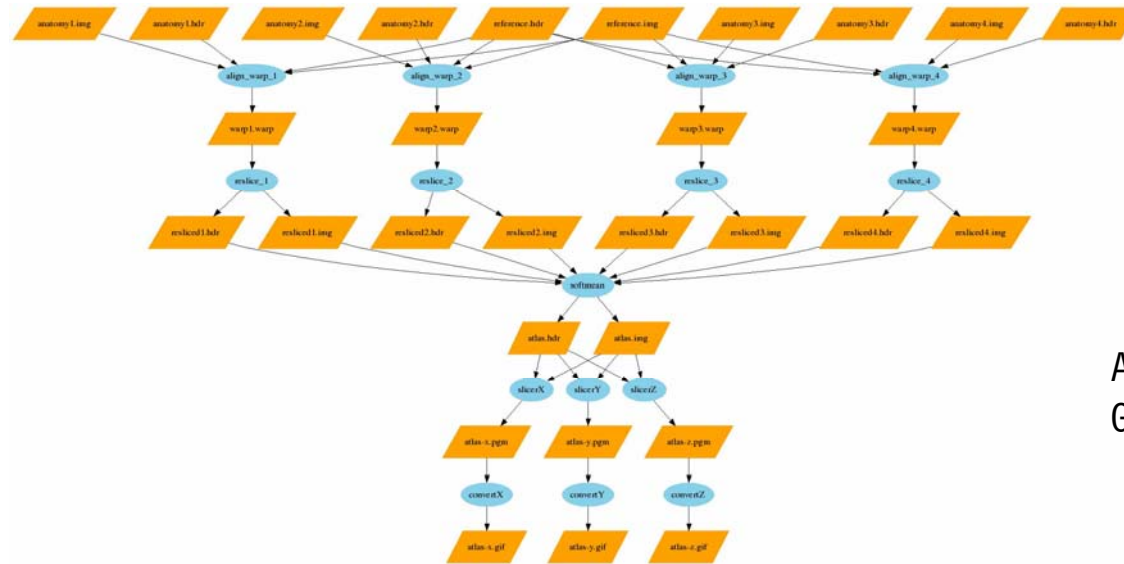 anatomy1.img anatomy1.hdr anatomy2.img anatomy2.hdr reference.hdr reference.img anatomy3.img anatomy3.hdr anatomy4.img anatomy4.hdr
align_warp_1 align_warp_2 align_warp_3 align_warp_4
warp1.warp warp2.warp warp3.warp warp4.warp
reslice_1 reslice_2 reslice_3 reslice_4
resliced1.hdr resliced1.img resliced2.hdr resliced2.img resliced3.hdr resliced3.img resliced4.hdr resliced4.img
softmean
atlas.hdr atlas.img
slicerX slicerY slicerZ
A
atlas-x.pgm atlas-y.pgm atlas-z.pgm
G
convertX convertY convertZ
atlas-x.gif atlas-y.gif atlas-z.gif